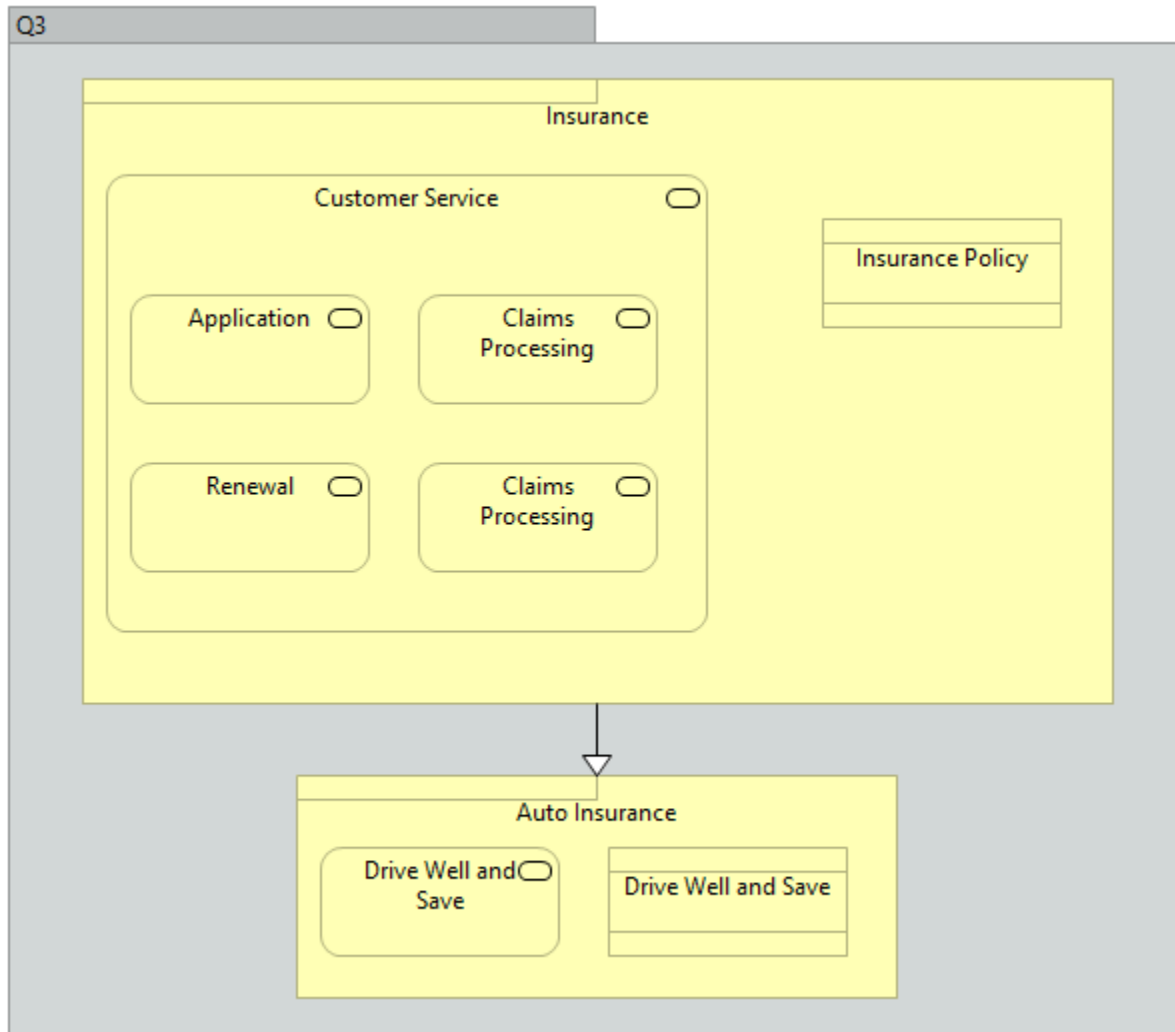 Q3
Insurance
Customer Service
Insurance Policy
Application
Claims
Processing
Renewal
Claims
Processing
Auto Insurance
Drive Well and
Save
Drive Well and Save